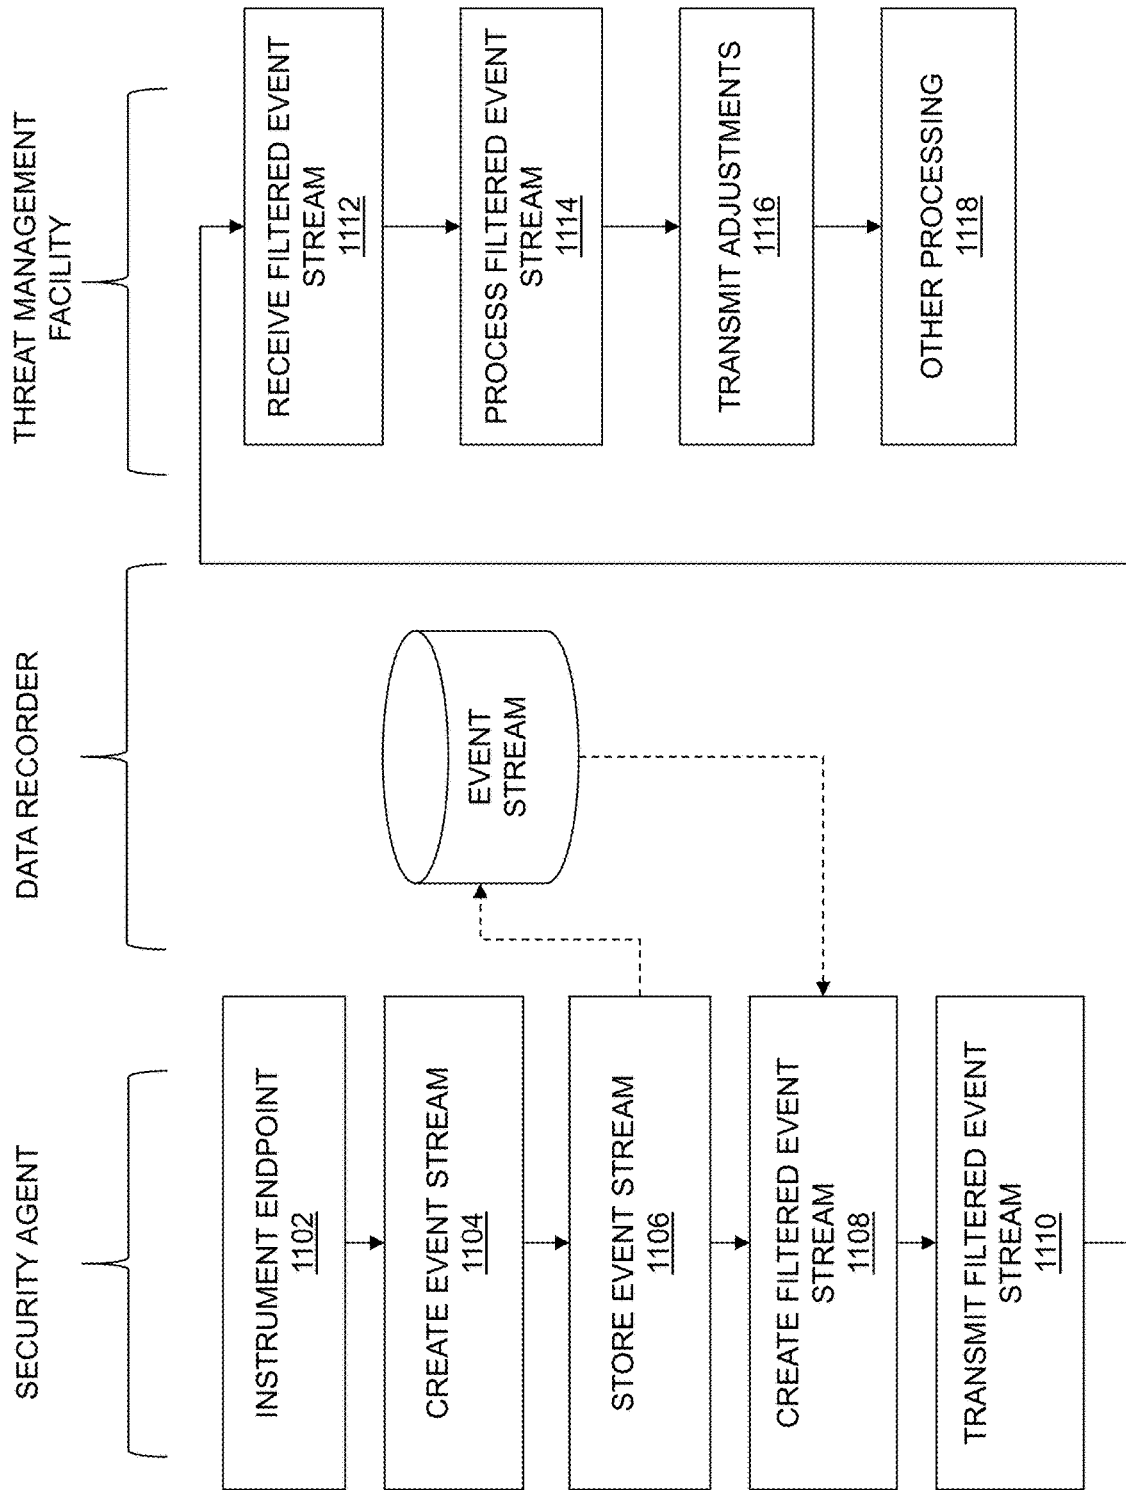 SECURITY AGENT
INSTRUMENT ENDPOINT
1102
CREATE EVENT STREAM
1104
STORE EVENT STREAM
1106
CREATE FILTERED EVENT
STREAM
1108
TRANSMIT FILTERED EVENT
STREAM
1110
DATA RECORDER
EVENT
STREAM
THREAT MANAGEMENT
FACILITY
RECEIVE FILTERED EVENT
STREAM
1112
PROCESS FILTERED EVENT
STREAM
1114
TRANSMIT ADJUSTMENTS
1116
OTHER PROCESSING
1118